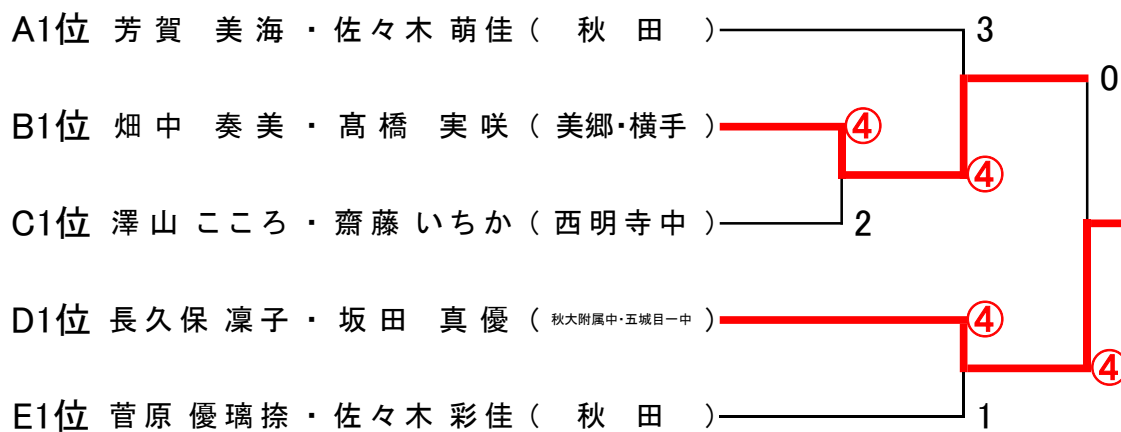 A1位 芳賀 美海 ・ 佐々木 萌佳 ( 秋田 ) 3
0
B1位 畑中 奏美 ・ 髙橋 実咲 ( 美郷・横手 ) ④
④
C1位 澤山 こころ ・ 齋藤 いちか ( 西明寺中 ) 2
D1位 長久保 凜子 ・ 坂田 真優 ( 秋大附属中・五城目一中 ) ④
④
E1位 菅原 優璃捺 ・ 佐々木 彩佳 ( 秋田 ) 1